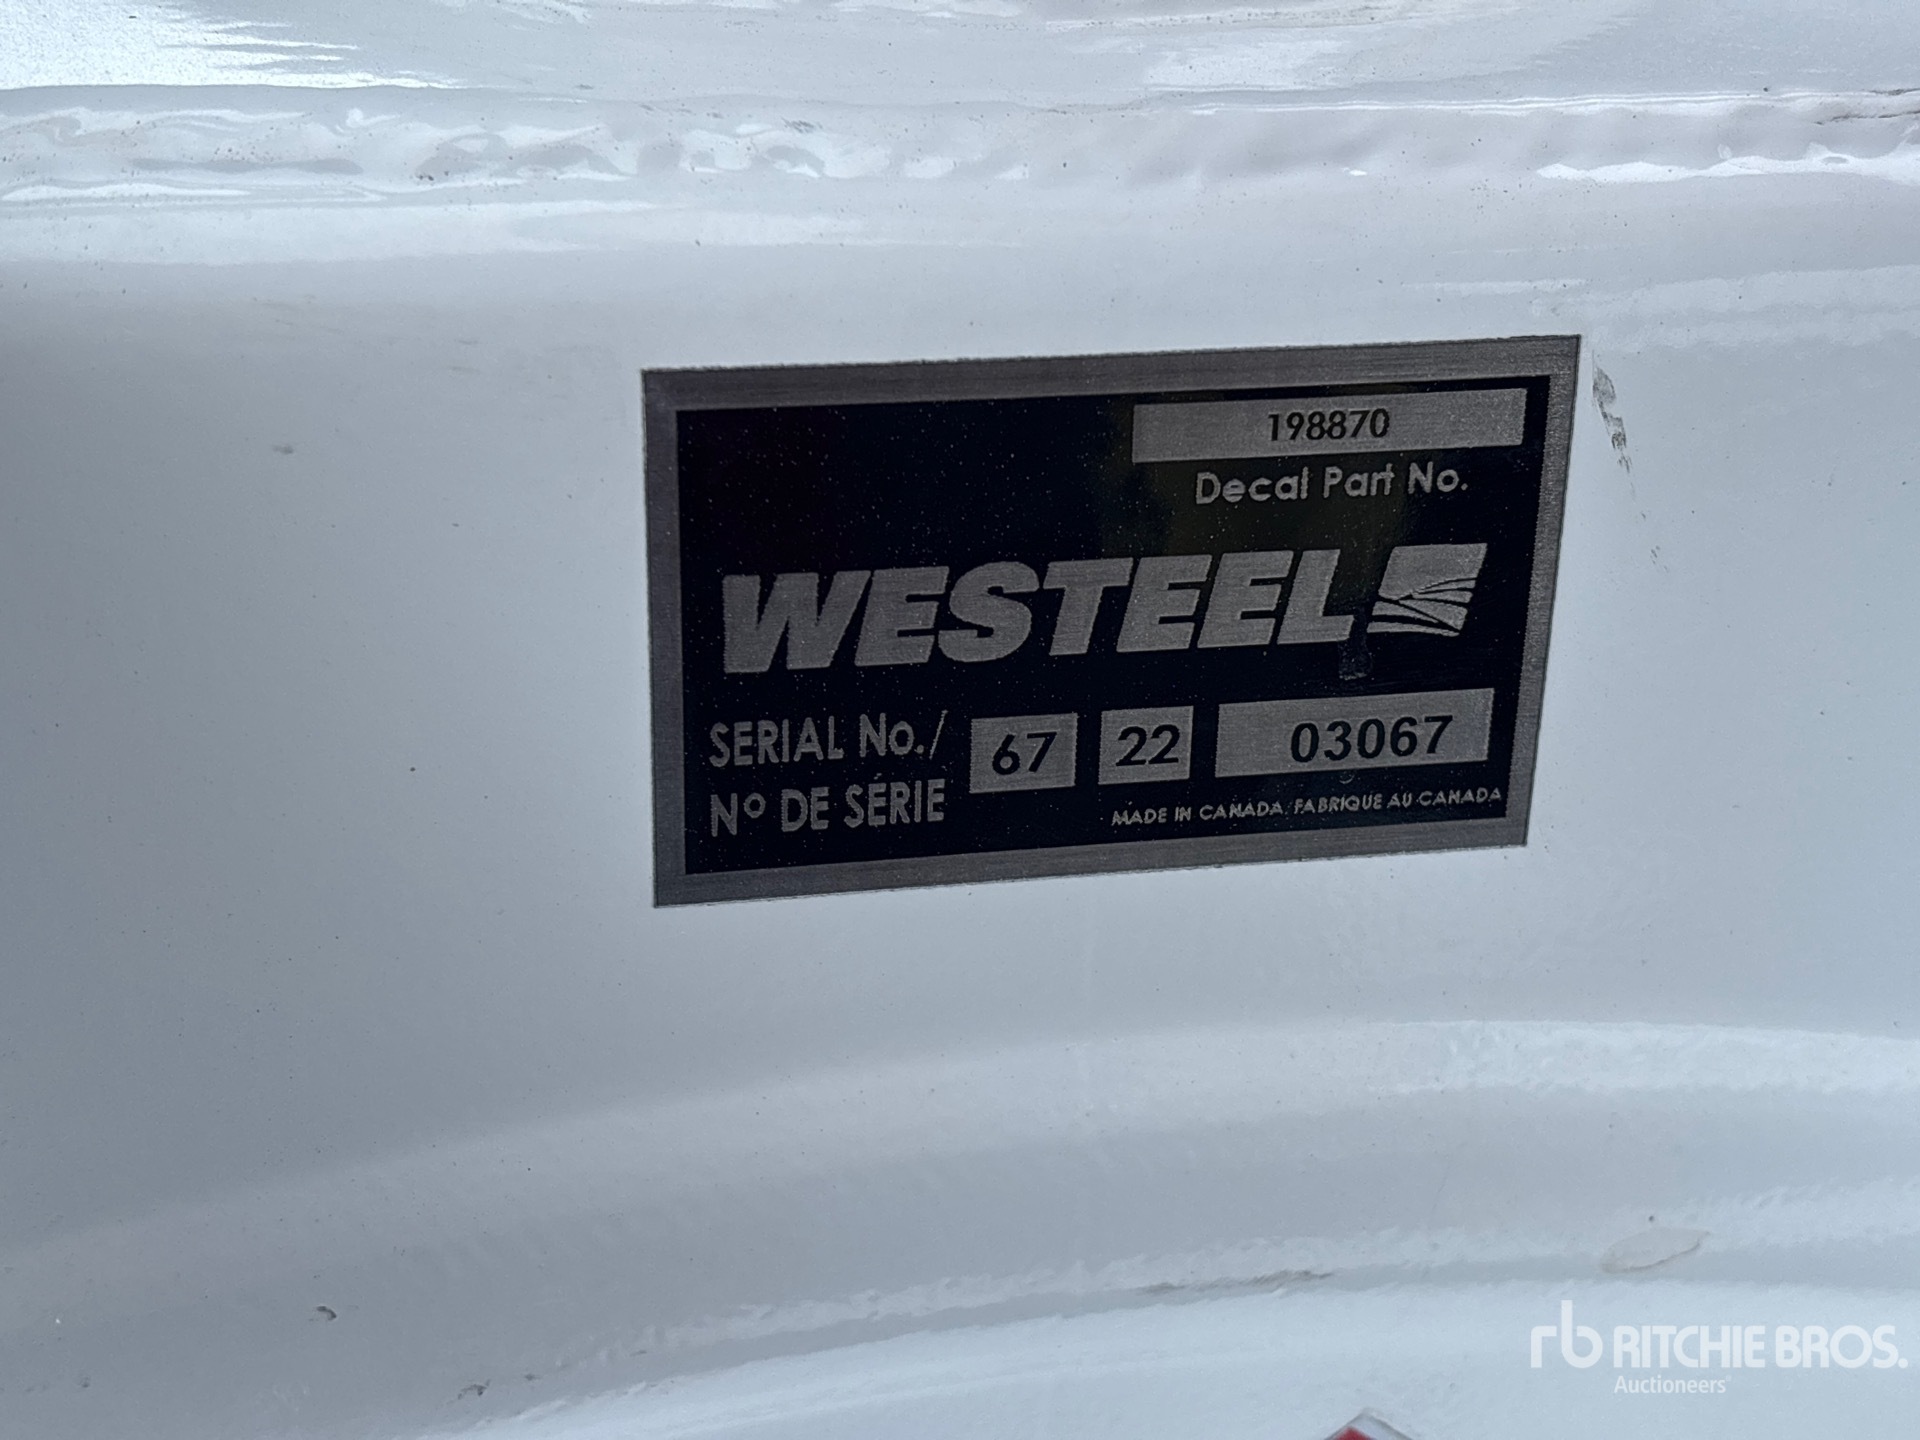 198870
Decal Part No.
WESTEEL
SERIAL No./ 67 22 03067
Nº DE SÉRIE
MADE IN CANADA, FABRIQUE AU CANADA
rb RITCHIE BROS.
Auctioneers